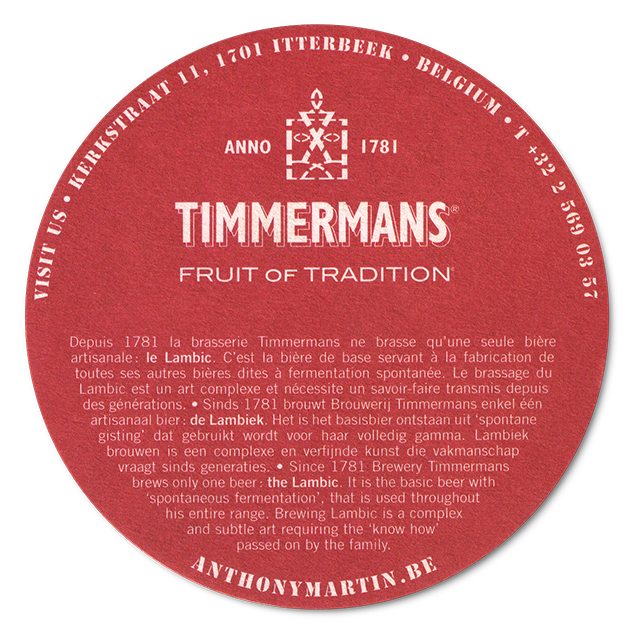 VISIT US • KERKSTRAAT 11, 1701 ITTERBEEK • BELGIUM • T +32 2 569 03 57
ANNO 1781
TIMMERMANS®
FRUIT OF TRADITION
Depuis 1781 la brasserie Timmermans ne brasse qu'une seule bière
artisanale : le Lambic. C'est la bière de base servant à la fabrication de
toutes ses autres bières dites à fermentation spontanée. Le brassage du
Lambic est un art complexe et nécessite un savoir-faire transmis depuis
des générations. • Sinds 1781 brouwt Brouwerij Timmermans enkel één
artisanaal bier : de Lambiek. Het is het basisbier ontstaan uit 'spontane
gisting' dat gebruikt wordt voor haar volledig gamma. Lambiek
brouwen is een complexe en verfijnde kunst die vakmanschap
vraagt sinds generaties. • Since 1781 Brewery Timmermans
brews only one beer : the Lambic. It is the basic beer with
'spontaneous fermentation', that is used throughout
his entire range. Brewing Lambic is a complex
and subtle art requiring the 'know how'
passed on by the family.
ANTHONYMARTIN.BE